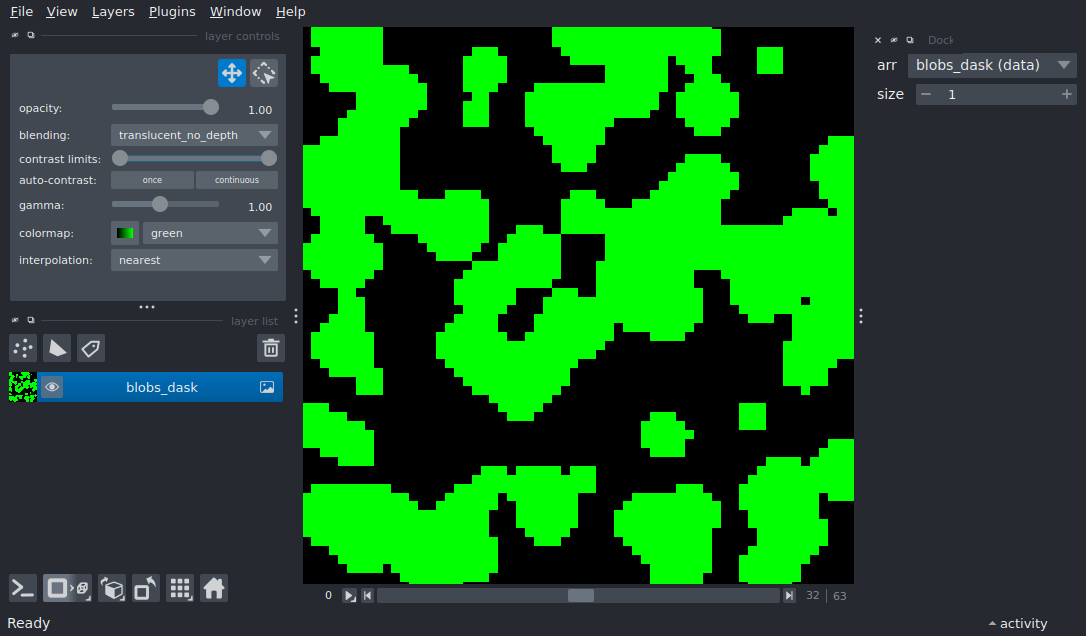 File View Layers Plugins Window Help
layer controls
opacity: 1.00
blending: translucent_no_depth
contrast limits:
auto-contrast: once continuous
gamma: 1.00
colormap: green
interpolation: nearest
layer list
blobs_dask
Dock
arr blobs_dask (data)
size 1
0 32 63
Ready
activity